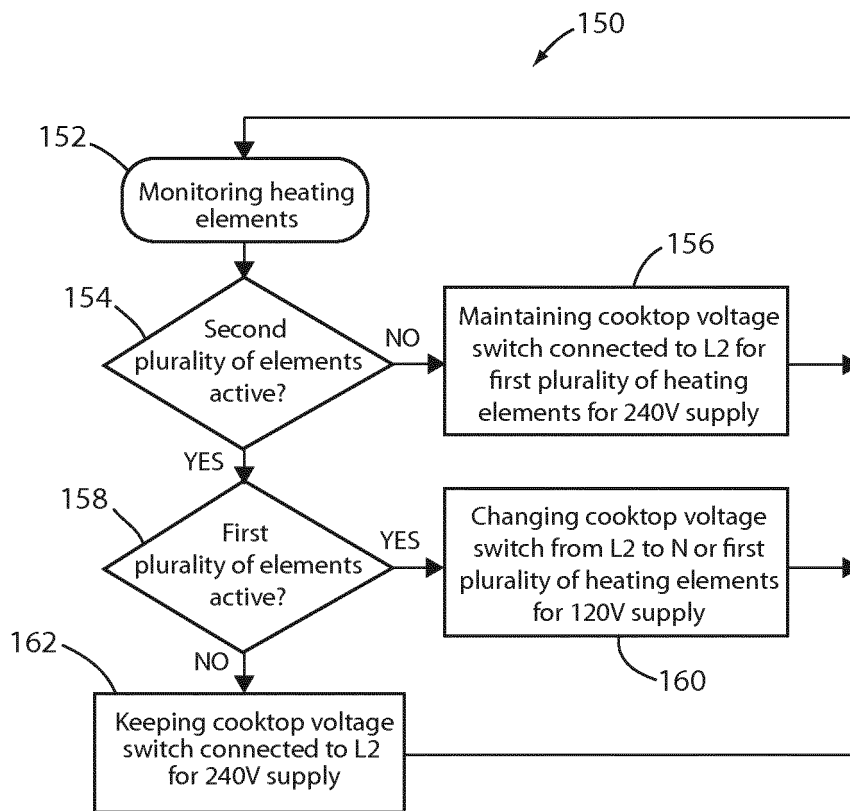 150
152
Monitoring heating
elements
154
Second
plurality of elements
active?
NO
156
Maintaining cooktop voltage
switch connected to L2 for
first plurality of heating
elements for 240V supply
YES
158
First
plurality of elements
active?
YES
Changing cooktop voltage
switch from L2 to N or first
plurality of heating elements
for 120V supply
160
NO
162
Keeping cooktop voltage
switch connected to L2
for 240V supply